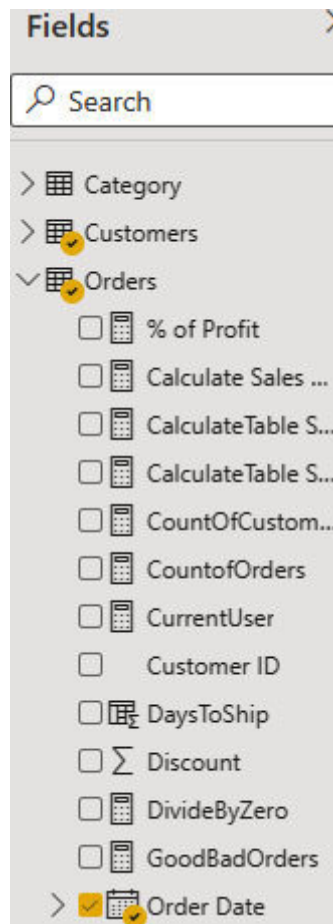 Fields
Search
Category
Customers
Orders
% of Profit
Calculate Sales ...
CalculateTable S...
CalculateTable S...
CountOfCustom...
CountofOrders
CurrentUser
Customer ID
DaysToShip
Discount
DivideByZero
GoodBadOrders
Order Date